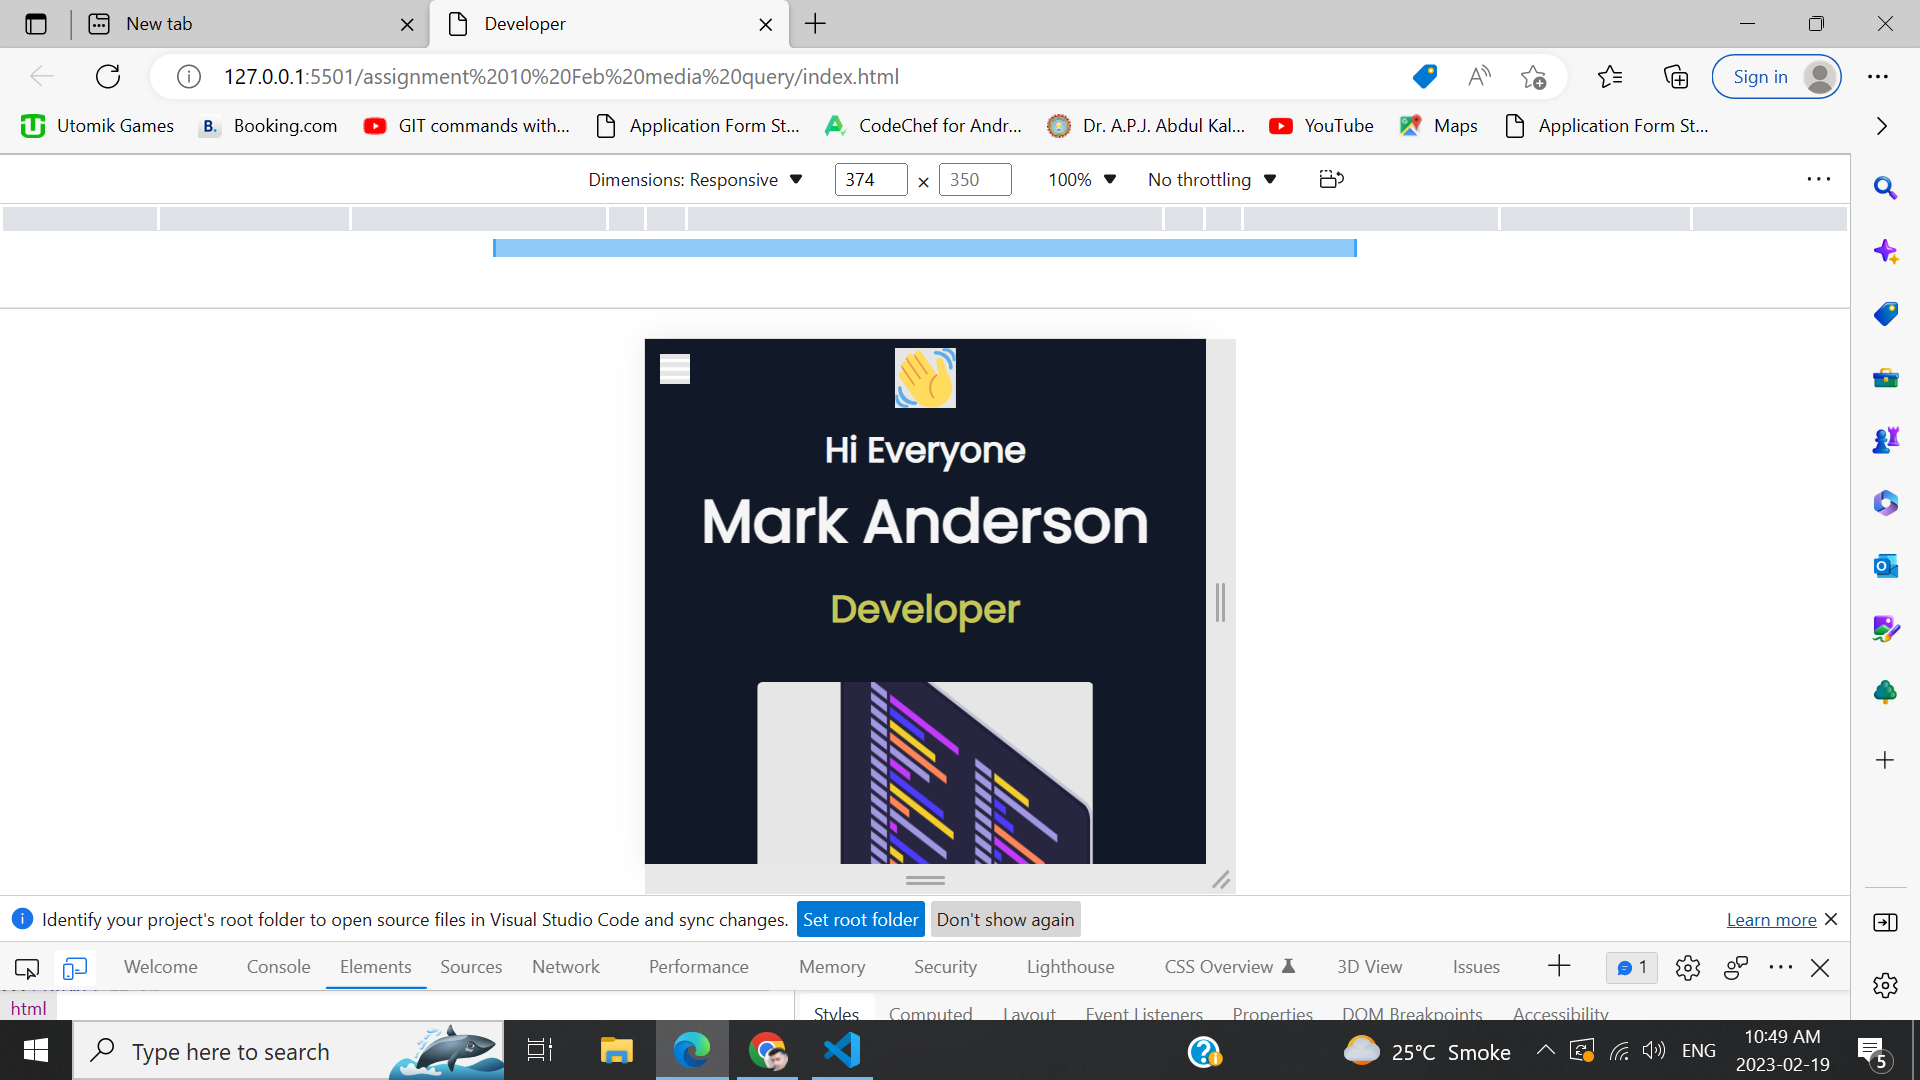 New tab
Developer
127.0.0.1:5501/assignment%2010%20Feb%20media%20query/index.html
Sign in
Utomik Games
B. Booking.com
GIT commands with...
Application Form St...
CodeChef for Andr...
Dr. A.P.J. Abdul Kal...
YouTube
Maps
Application Form St...
Dimensions: Responsive 374 × 350 100% No throttling
Hi Everyone
Mark Anderson
Developer
Identify your project's root folder to open source files in Visual Studio Code and sync changes. Set root folder Don't show again Learn more
Welcome Console Elements Sources Network Performance Memory Security Lighthouse CSS Overview 3D View Issues 1
html
Styles Computed Layout Event Listeners Properties DOM Breakpoints Accessibility
Type here to search
25°C Smoke
ENG
10:49 AM
2023-02-19
5